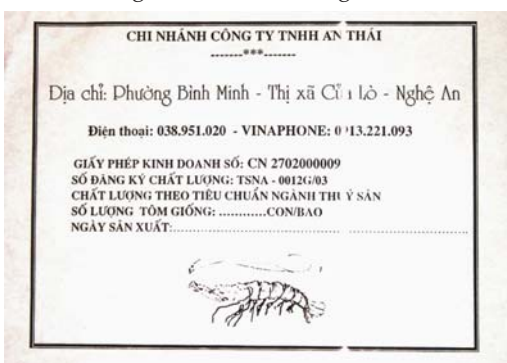 CHI NHÁNH CÔNG TY TNHH AN THÁI
-------***-------
Địa chỉ: Phường Bình Minh - Thị xã Cửa Lò - Nghệ An
Điện thoại: 038.951.020 - VINAPHONE: 0913.221.093
GIẤY PHÉP KINH DOANH SỐ: CN 2702000009
SỐ ĐĂNG KÝ CHẤT LƯỢNG: TSNA - 0012G/03
CHẤT LƯỢNG THEO TIÊU CHUẨN NGÀNH THUỶ SẢN
SỐ LƯỢNG TÔM GIỐNG: ............CON/BAO
NGÀY SẢN XUẤT:......................................................